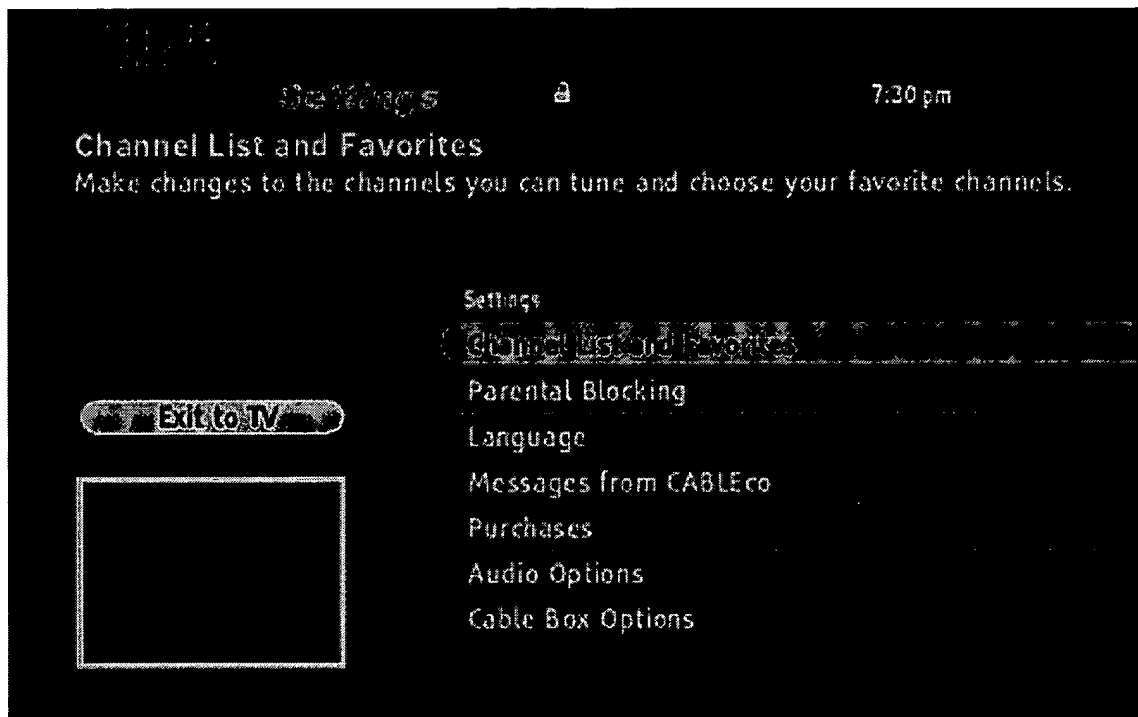 Settings
7:30 pm
Channel List and Favorites
Make changes to the channels you can tune and choose your favorite channels.
Settings
Channel List and Favorites
Parental Blocking
Exit to TV
Language
Messages from CABLEco
Purchases
Audio Options
Cable Box Options